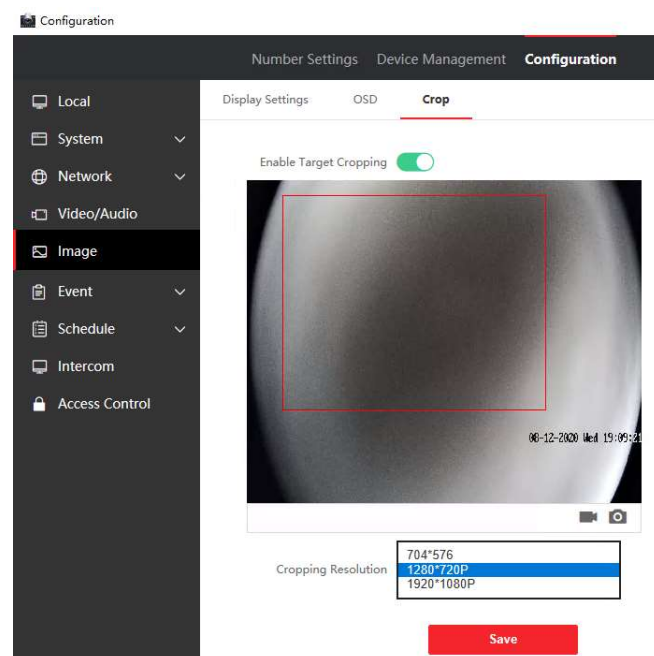 Configuration
Number Settings Device Management Configuration
Local
System
Network
Video/Audio
Image
Event
Schedule
Intercom
Access Control
Display Settings OSD Crop
Enable Target Cropping
08-12-2020 Wed 19:09:21
Cropping Resolution
704*576
1280*720P
1920*1080P
Save